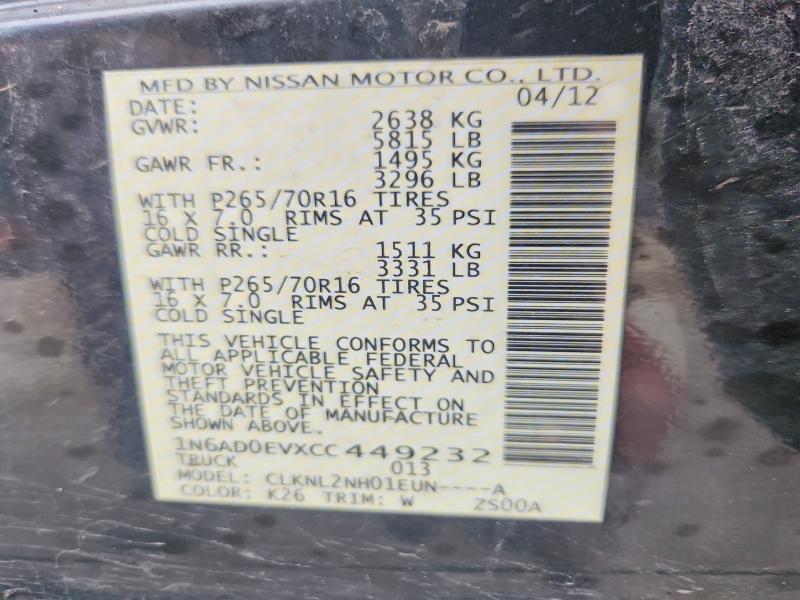 MFD BY NISSAN MOTOR CO., LTD.
DATE: 04/12
GVWR: 2638 KG
5815 LB
GAWR FR.: 1495 KG
3296 LB
WITH P265/70R16 TIRES
16 X 7.0 RIMS AT 35 PSI
COLD SINGLE
GAWR RR.: 1511 KG
3331 LB
WITH P265/70R16 TIRES
16 X 7.0 RIMS AT 35 PSI
COLD SINGLE
THIS VEHICLE CONFORMS TO
ALL APPLICABLE FEDERAL
MOTOR VEHICLE SAFETY AND
THEFT PREVENTION
STANDARDS IN EFFECT ON
THE DATE OF MANUFACTURE
SHOWN ABOVE.
1N6AD0EVXCC449232
TRUCK 013
MODEL: CLKNL2NH01EUN----A
COLOR: K26 TRIM: W ZS00A